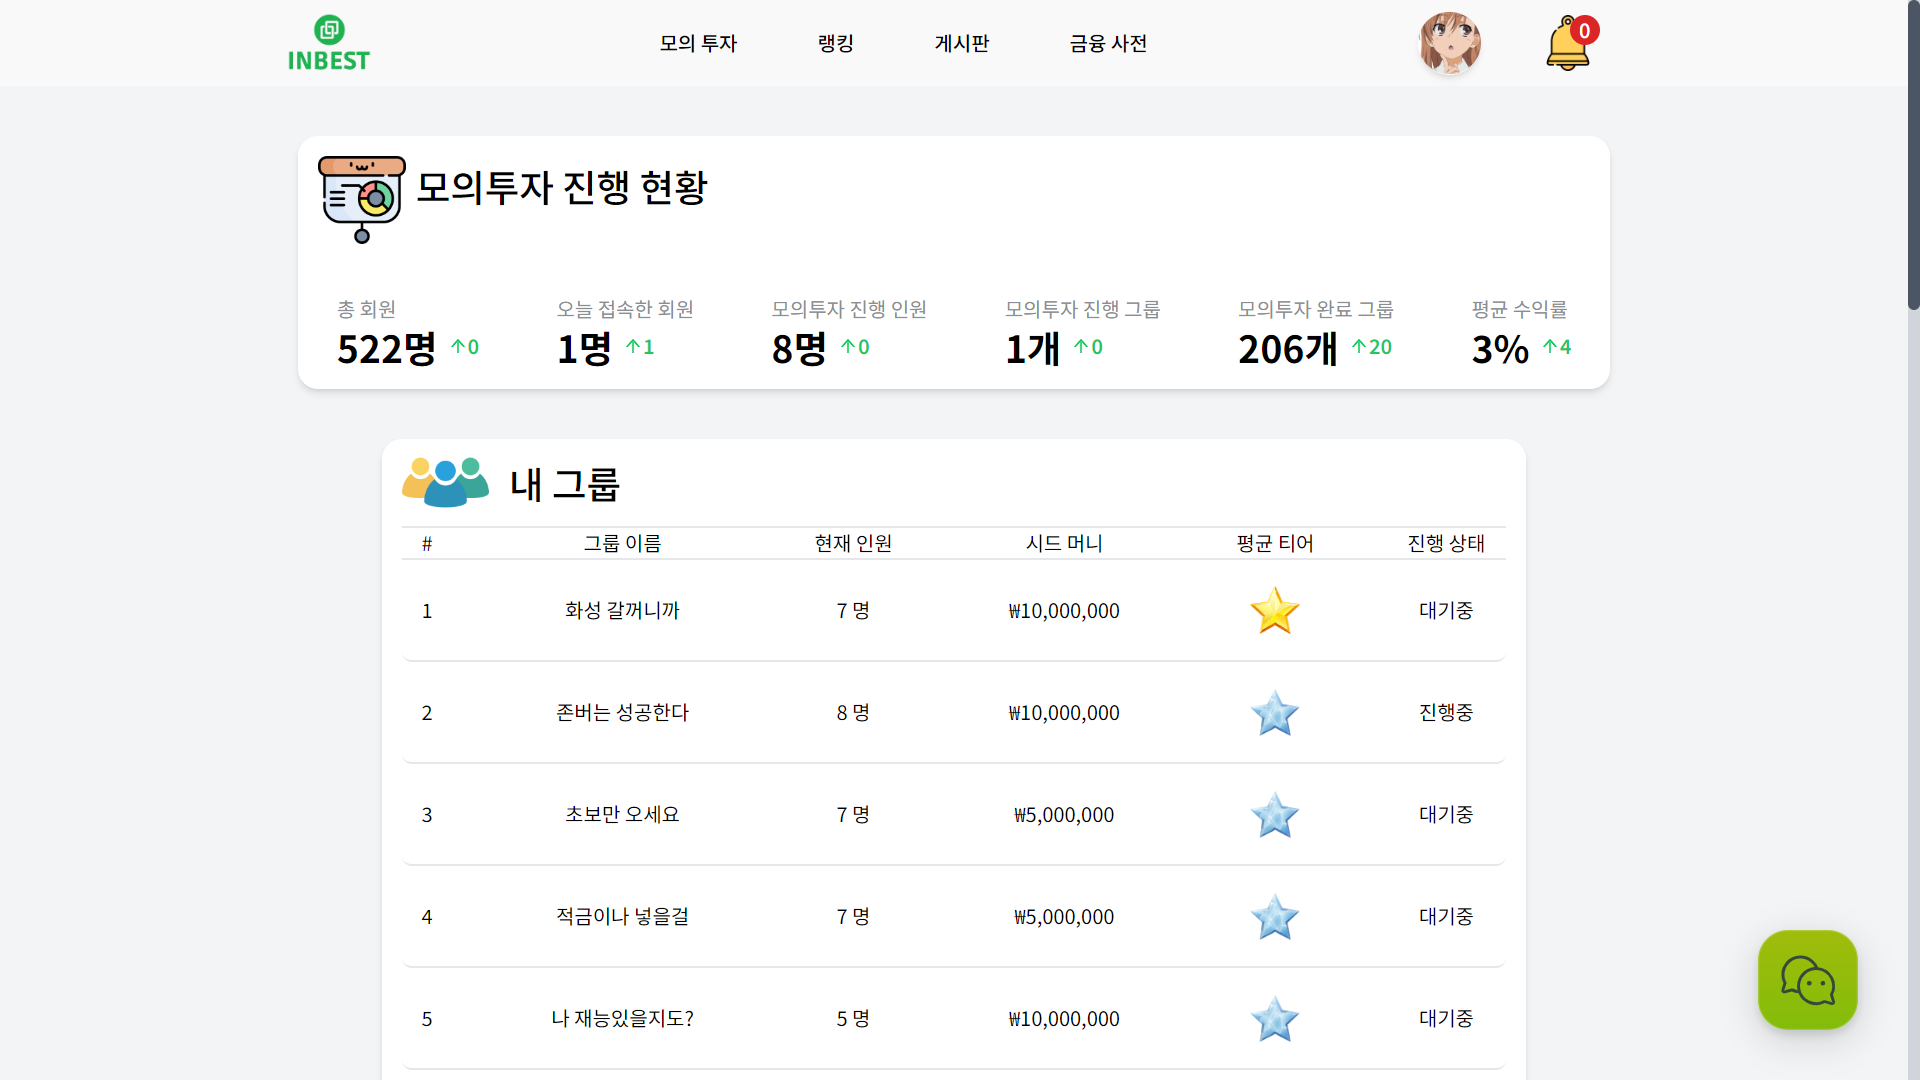 INBEST
모의 투자 랭킹 게시판 금융 사전
0
모의투자 진행 현황
총 회원 오늘 접속한 회원 모의투자 진행 인원 모의투자 진행 그룹 모의투자 완료 그룹 평균 수익률
522명 ↑0 1명 ↑1 8명 ↑0 1개 ↑0 206개 ↑20 3% ↑4
내 그룹
# 그룹 이름 현재 인원 시드 머니 평균 티어 진행 상태
1 화성 갈꺼니까 7 명 ₩10,000,000 대기중
2 존버는 성공한다 8 명 ₩10,000,000 진행중
3 초보만 오세요 7 명 ₩5,000,000 대기중
4 적금이나 넣을걸 7 명 ₩5,000,000 대기중
5 나 재능있을지도? 5 명 ₩10,000,000 대기중